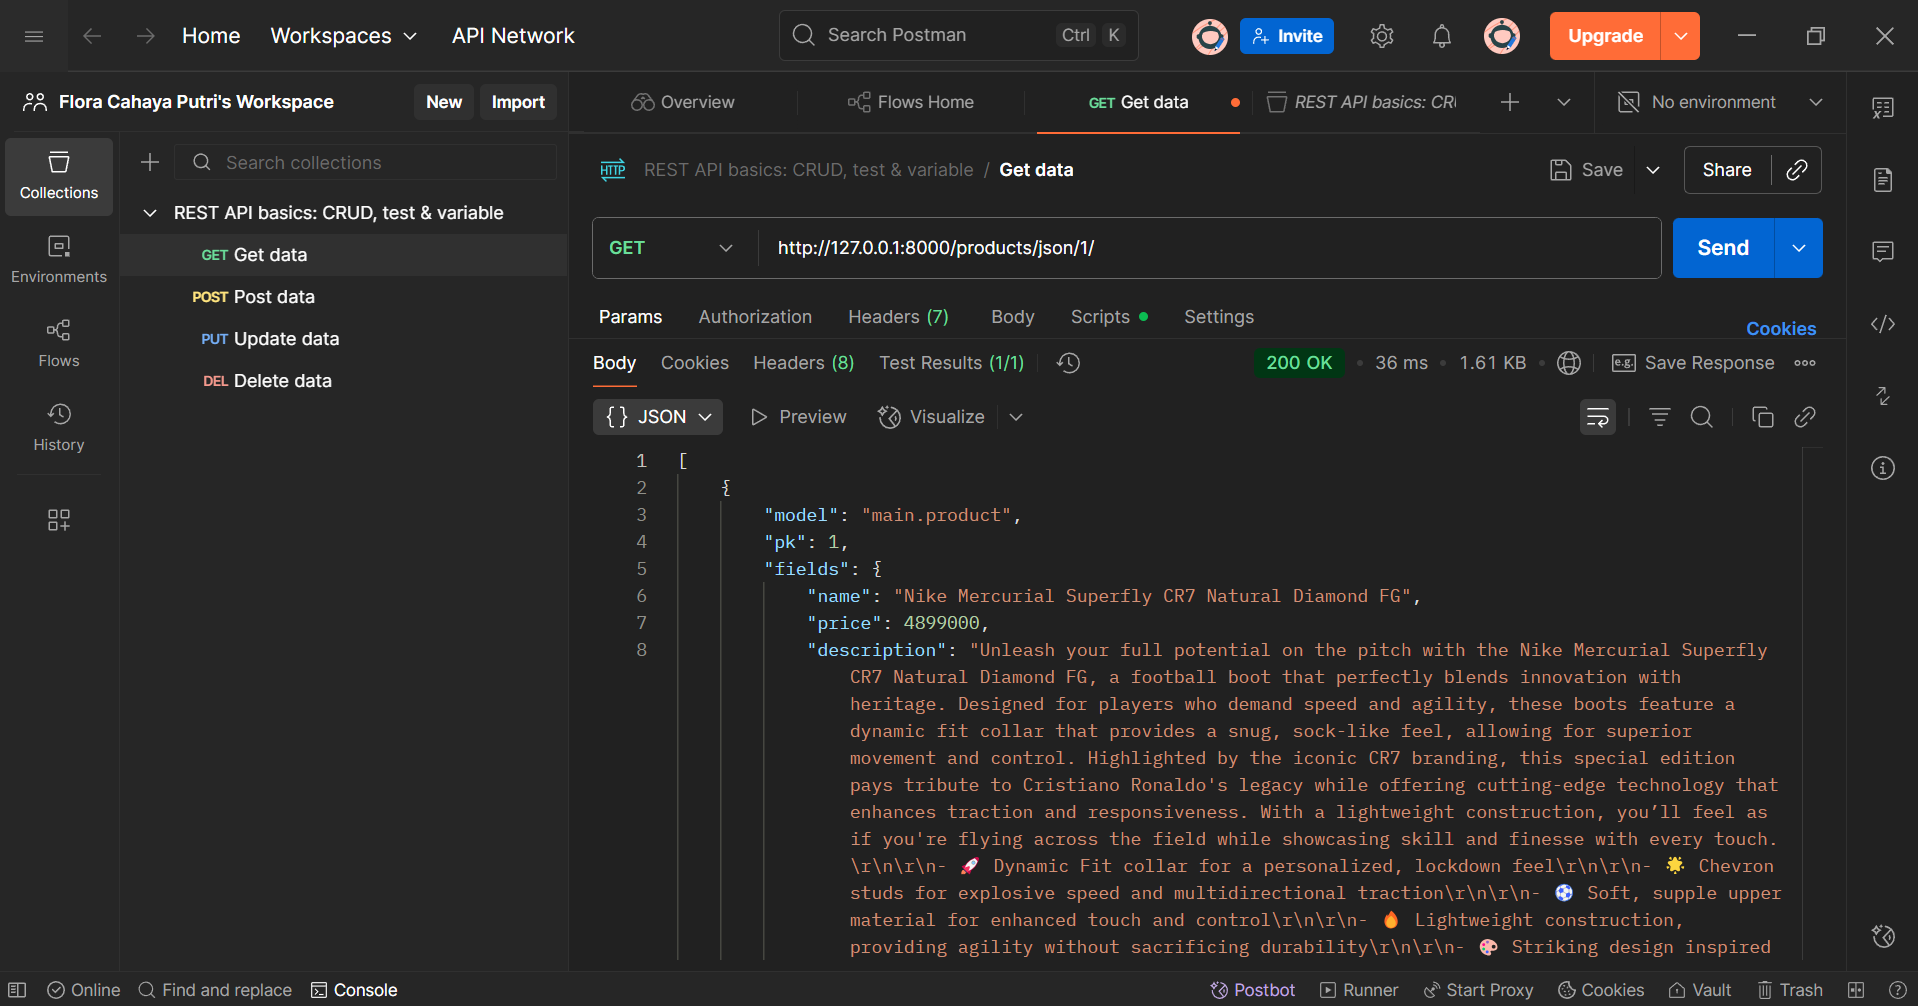 Home Workspaces API Network Search Postman Ctrl K Invite Upgrade
Flora Cahaya Putri's Workspace New Import Overview Flows Home GET Get data REST API basics: CR No environment
Collections
Environments
Flows
History
Search collections
REST API basics: CRUD, test & variable
GET Get data
POST Post data
PUT Update data
DEL Delete data
HTTP REST API basics: CRUD, test & variable / Get data Save Share
GET http://127.0.0.1:8000/products/json/1/ Send
Params Authorization Headers (7) Body Scripts Settings Cookies
Body Cookies Headers (8) Test Results (1/1) 200 OK • 36 ms • 1.61 KB • e.g. Save Response
{} JSON Preview Visualize
1 [
2 {
3 "model": "main.product",
4 "pk": 1,
5 "fields": {
6 "name": "Nike Mercurial Superfly CR7 Natural Diamond FG",
7 "price": 4899000,
8 "description": "Unleash your full potential on the pitch with the Nike Mercurial Superfly
CR7 Natural Diamond FG, a football boot that perfectly blends innovation with
heritage. Designed for players who demand speed and agility, these boots feature a
dynamic fit collar that provides a snug, sock-like feel, allowing for superior
movement and control. Highlighted by the iconic CR7 branding, this special edition
pays tribute to Cristiano Ronaldo's legacy while offering cutting-edge technology that
enhances traction and responsiveness. With a lightweight construction, you’ll feel as
if you're flying across the field while showcasing skill and finesse with every touch.
\r\n\r\n- 🚀 Dynamic Fit collar for a personalized, lockdown feel\r\n\r\n- 🌟 Chevron
studs for explosive speed and multidirectional traction\r\n\r\n- ⚽ Soft, supple upper
material for enhanced touch and control\r\n\r\n- 🔥 Lightweight construction,
providing agility without sacrificing durability\r\n\r\n- 🎨 Striking design inspired
Online Find and replace Console Postbot Runner Start Proxy Cookies Vault Trash